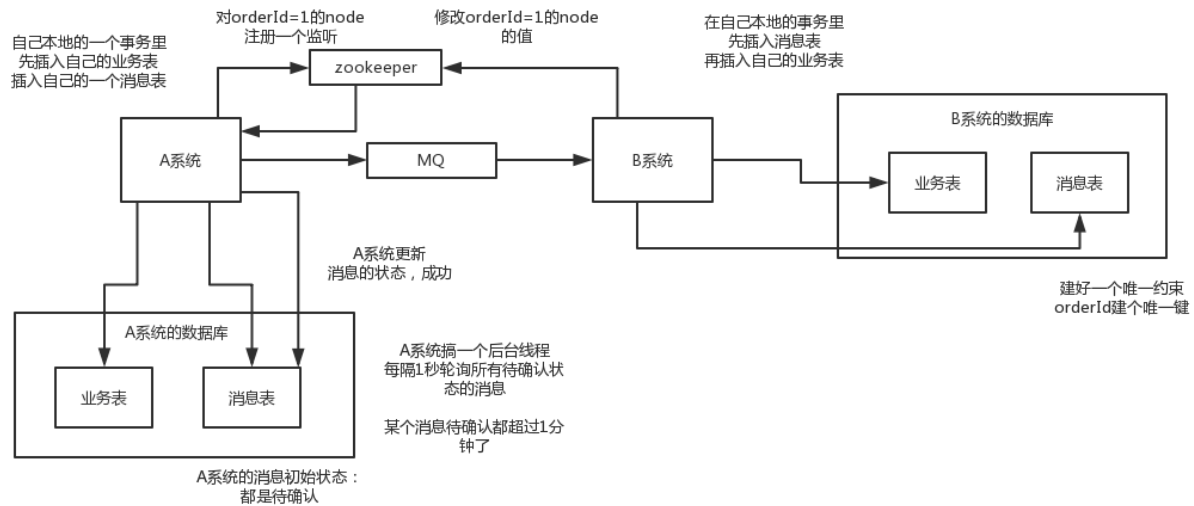 对orderId=1的node
注册一个监听
修改orderId=1的node
的值
自己本地的一个事务里
先插入自己的业务表
插入自己的一个消息表
在自己本地的事务里
先插入消息表
再插入自己的业务表
zookeeper
A系统
MQ
B系统
B系统的数据库
业务表
消息表
A系统更新
消息的状态，成功
建好一个唯一约束
orderId建个唯一键
A系统的数据库
业务表
消息表
A系统搞一个后台线程
每隔1秒轮询所有待确认状
态的消息
某个消息待确认都超过1分
钟了
A系统的消息初始状态：
都是待确认